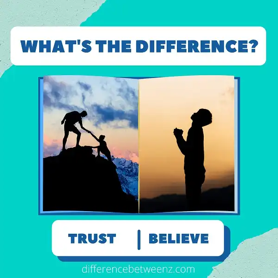 WHAT'S THE DIFFERENCE?
TRUST | BELIEVE
differencebetweenz.com